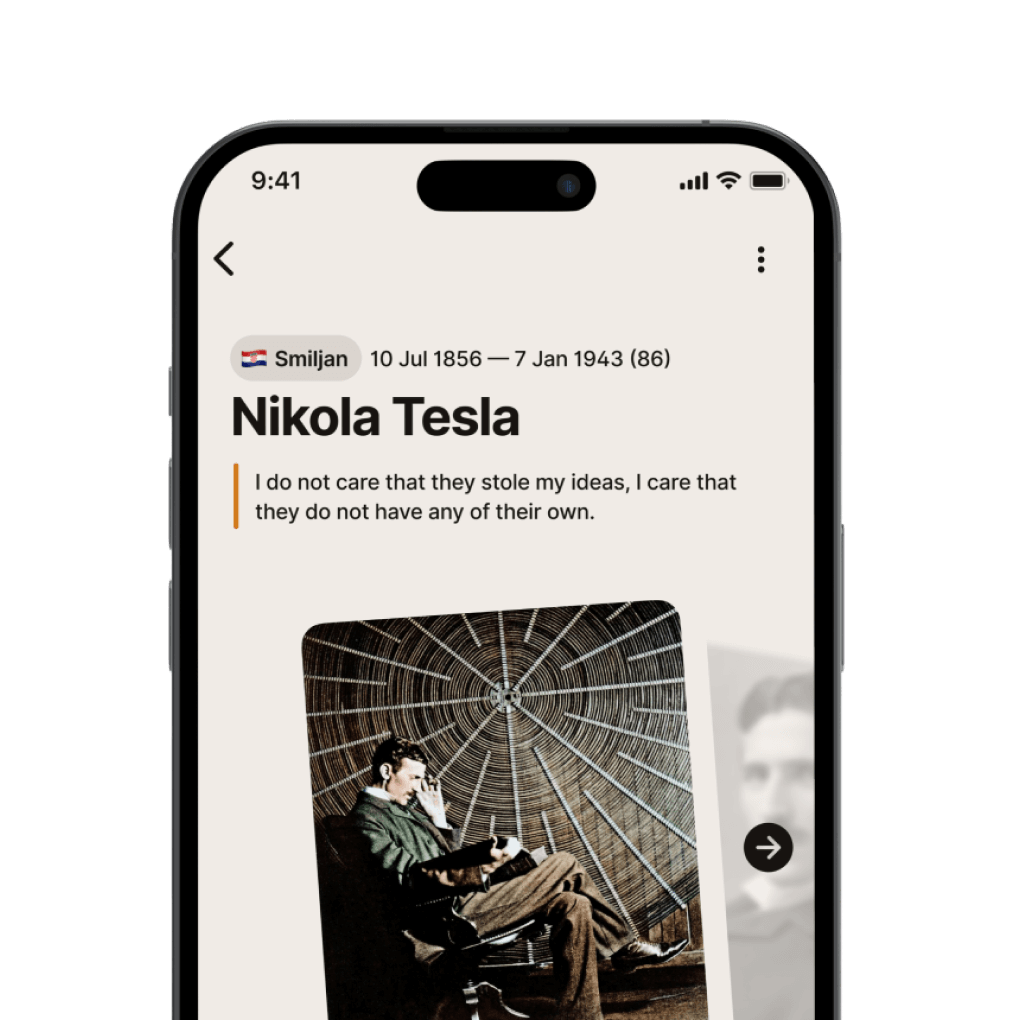 9:41
Smiljan 10 Jul 1856 — 7 Jan 1943 (86)
Nikola Tesla
I do not care that they stole my ideas, I care that
they do not have any of their own.